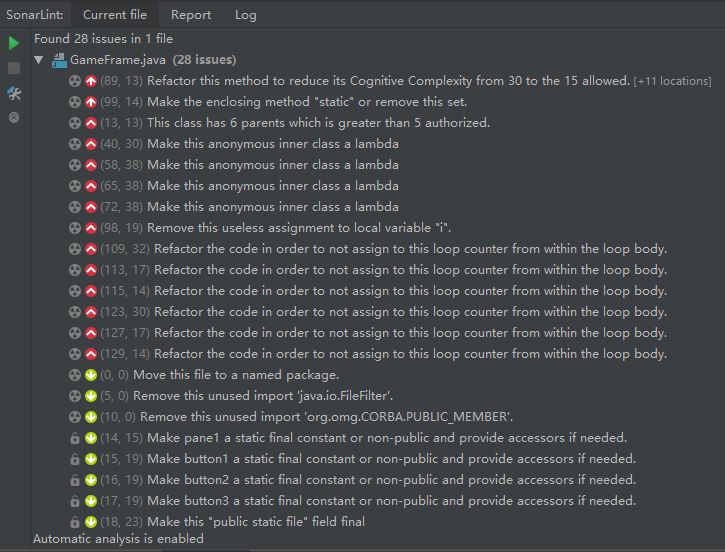 SonarLint: Current file Report Log
Found 28 issues in 1 file
GameFrame.java (28 issues)
(89, 13) Refactor this method to reduce its Cognitive Complexity from 30 to the 15 allowed. [+11 locations]
(99, 14) Make the enclosing method "static" or remove this set.
(13, 13) This class has 6 parents which is greater than 5 authorized.
(40, 30) Make this anonymous inner class a lambda
(58, 38) Make this anonymous inner class a lambda
(65, 38) Make this anonymous inner class a lambda
(72, 38) Make this anonymous inner class a lambda
(98, 19) Remove this useless assignment to local variable "i".
(109, 32) Refactor the code in order to not assign to this loop counter from within the loop body.
(113, 17) Refactor the code in order to not assign to this loop counter from within the loop body.
(115, 14) Refactor the code in order to not assign to this loop counter from within the loop body.
(123, 30) Refactor the code in order to not assign to this loop counter from within the loop body.
(127, 17) Refactor the code in order to not assign to this loop counter from within the loop body.
(129, 14) Refactor the code in order to not assign to this loop counter from within the loop body.
(0, 0) Move this file to a named package.
(5, 0) Remove this unused import 'java.io.FileFilter'.
(10, 0) Remove this unused import 'org.omg.CORBA.PUBLIC_MEMBER'.
(14, 15) Make pane1 a static final constant or non-public and provide accessors if needed.
(15, 19) Make button1 a static final constant or non-public and provide accessors if needed.
(16, 19) Make button2 a static final constant or non-public and provide accessors if needed.
(17, 19) Make button3 a static final constant or non-public and provide accessors if needed.
(18, 23) Make this "public static file" field final
Automatic analysis is enabled